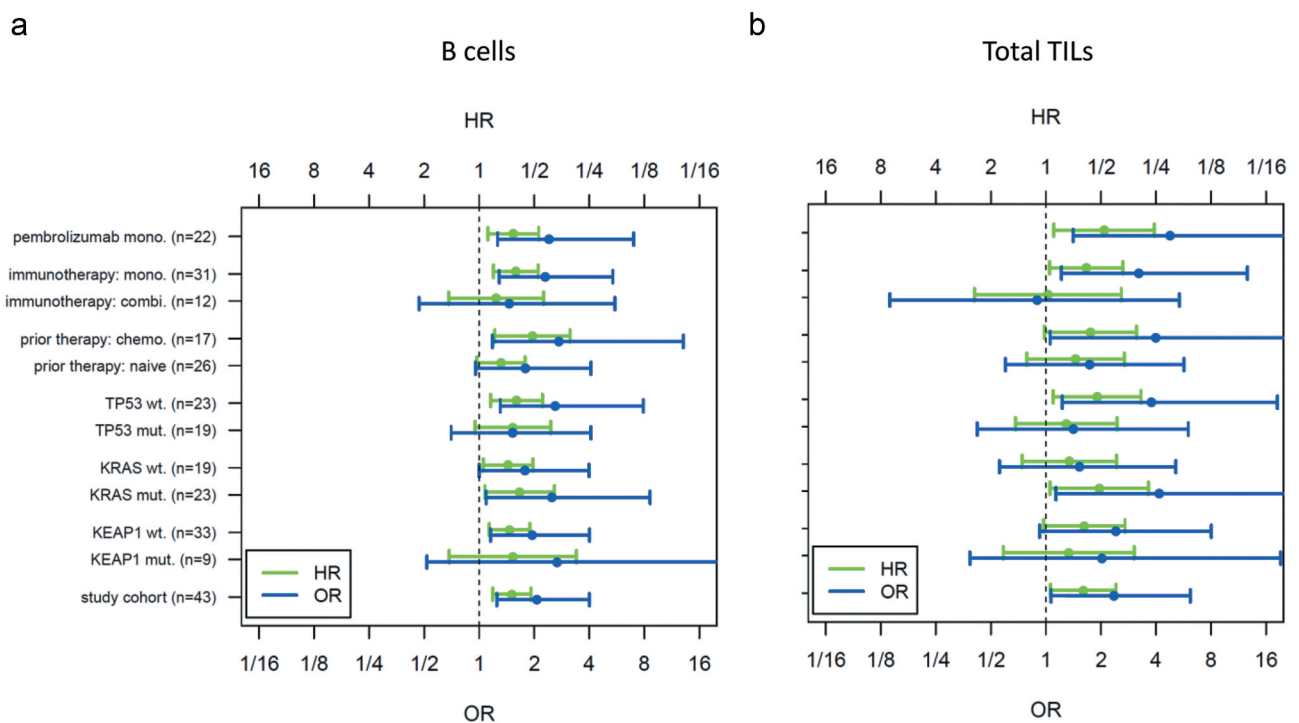 a
b
B cells
Total TILs
HR
HR
16 8 4 2 1 1/2 1/4 1/8 1/16
16 8 4 2 1 1/2 1/4 1/8 1/16
pembrolizumab mono. (n=22)
immunotherapy: mono. (n=31)
immunotherapy: combi. (n=12)
prior therapy: chemo. (n=17)
prior therapy: naive (n=26)
TP53 wt. (n=23)
TP53 mut. (n=19)
KRAS wt. (n=19)
KRAS mut. (n=23)
KEAP1 wt. (n=33)
KEAP1 mut. (n=9)
study cohort (n=43)
HR
OR
HR
OR
1/16 1/8 1/4 1/2 1 2 4 8 16
1/16 1/8 1/4 1/2 1 2 4 8 16
OR
OR